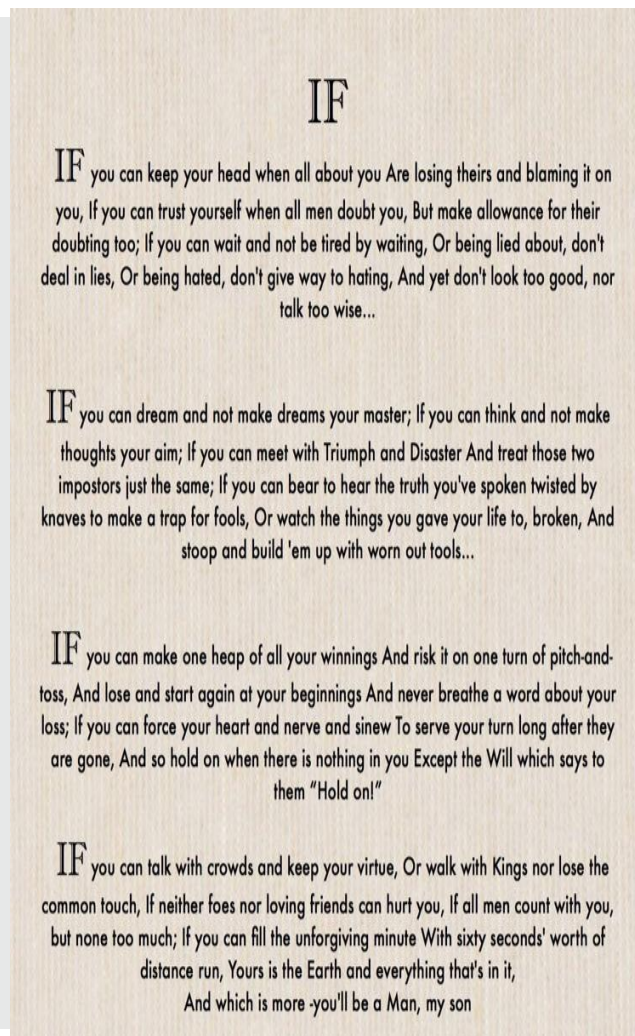 IF
IF you can keep your head when all about you Are losing theirs and blaming it on
you, If you can trust yourself when all men doubt you, But make allowance for their
doubting too; If you can wait and not be tired by waiting, Or being lied about, don't
deal in lies, Or being hated, don't give way to hating, And yet don't look too good, nor
talk too wise...
IF you can dream and not make dreams your master; If you can think and not make
thoughts your aim; If you can meet with Triumph and Disaster And treat those two
impostors just the same; If you can bear to hear the truth you've spoken twisted by
knaves to make a trap for fools, Or watch the things you gave your life to, broken, And
stoop and build 'em up with worn out tools...
IF you can make one heap of all your winnings And risk it on one turn of pitch-and-
toss, And lose and start again at your beginnings And never breathe a word about your
loss; If you can force your heart and nerve and sinew To serve your turn long after they
are gone, And so hold on when there is nothing in you Except the Will which says to
them "Hold on!"
IF you can talk with crowds and keep your virtue, Or walk with Kings nor lose the
common touch, If neither foes nor loving friends can hurt you, If all men count with you,
but none too much; If you can fill the unforgiving minute With sixty seconds' worth of
distance run, Yours is the Earth and everything that's in it,
And which is more -you'll be a Man, my son